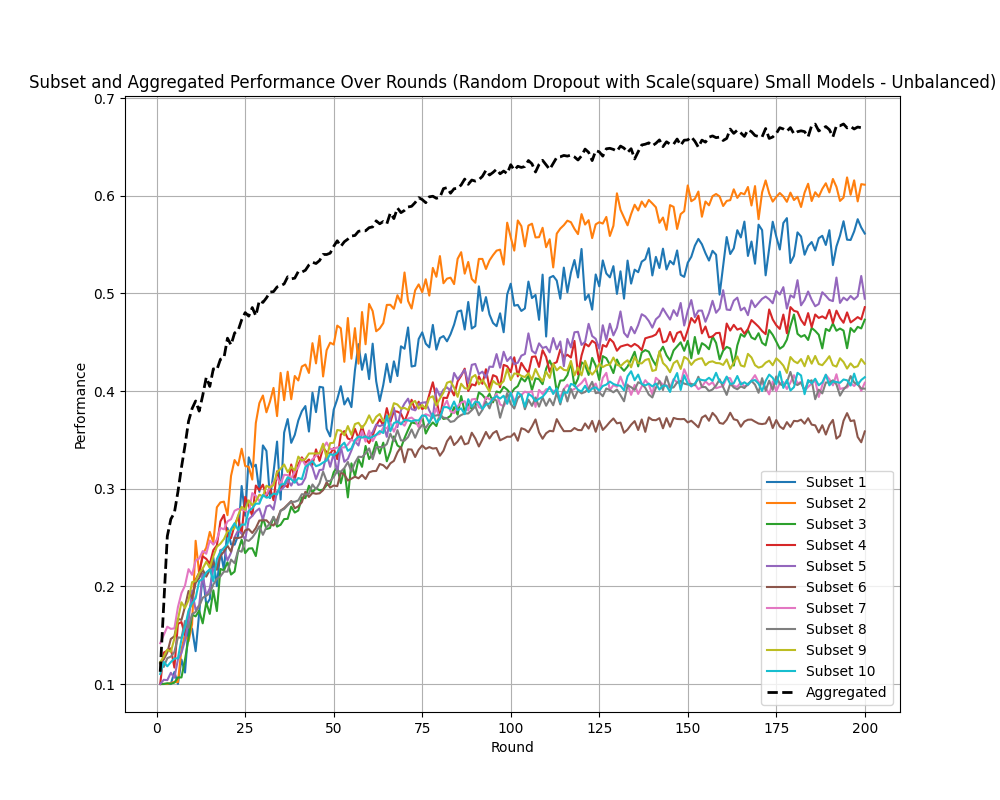 Subset and Aggregated Performance Over Rounds (Random Dropout with Scale(square) Small Models - Unbalanced)
0.7
0.6
0.5
0.4
0.3
0.2
0.1
Performance
Subset 1
Subset 2
Subset 3
Subset 4
Subset 5
Subset 6
Subset 7
Subset 8
Subset 9
Subset 10
Aggregated
0 25 50 75 100 125 150 175 200
Round